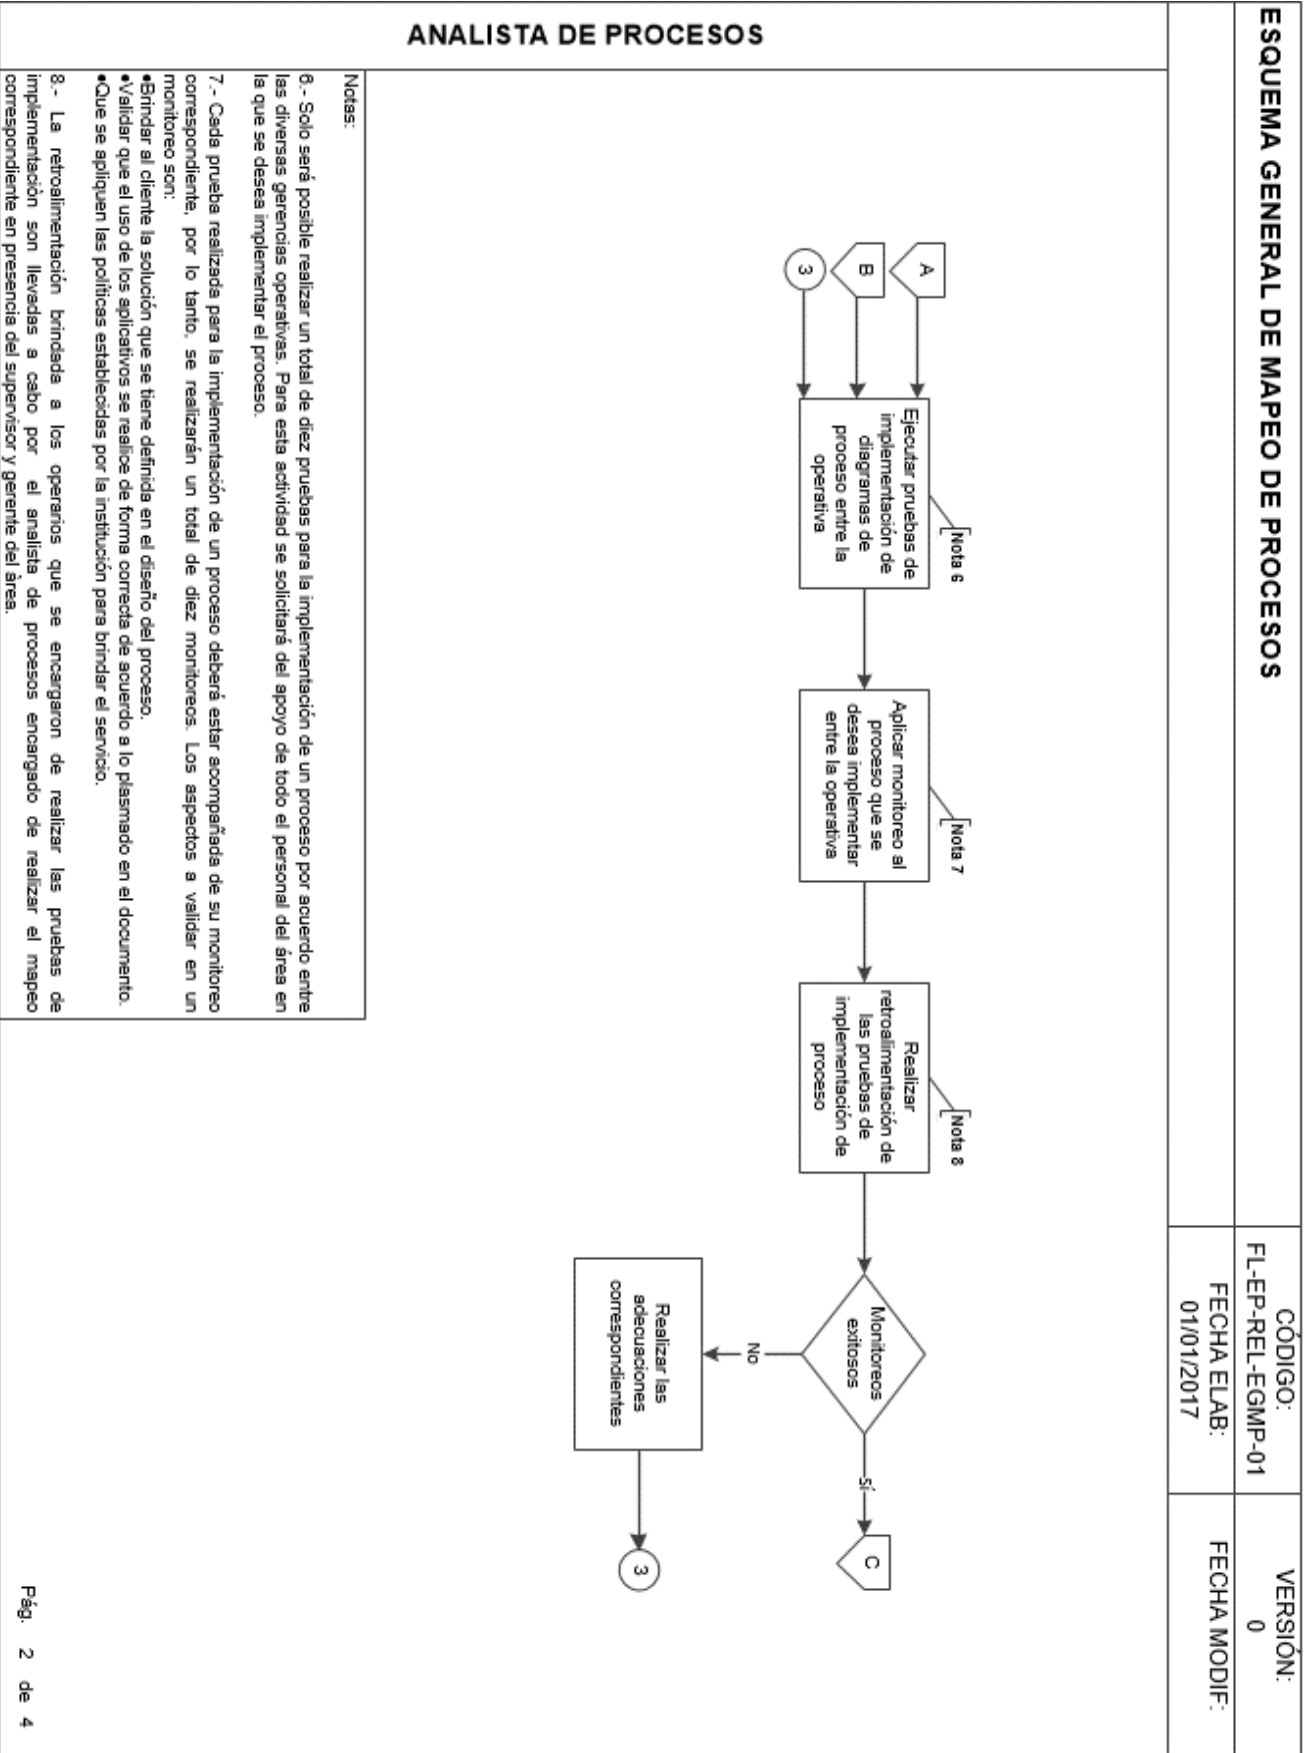 ESQUEMA GENERAL DE MAPEO DE PROCESOS
CÓDIGO:
FL-EP-REL-EGMP-01
VERSIÓN:
0
FECHA ELAB:
01/01/2017
FECHA MODIF:
ANALISTA DE PROCESOS
A
B
3
Ejecutar pruebas de
implementación de
diagramas de
proceso entre la
operativa
Nota 6
Aplicar monitoreo al
proceso que se
desea implementar
entre la operativa
Nota 7
Realizar
retroalimentación de
las pruebas de
implementación de
proceso
Nota 8
Monitoreos
exitosos
sí
C
No
Realizar las
adecuaciones
correspondientes
3
Notas:
6.- Solo será posible realizar un total de diez pruebas para la implementación de un proceso por acuerdo entre
las diversas gerencias operativas. Para esta actividad se solicitará del apoyo de todo el personal del área en
la que se desea implementar el proceso.
7.- Cada prueba realizada para la implementación de un proceso deberá estar acompañada de su monitoreo
correspondiente, por lo tanto, se realizarán un total de diez monitoreos. Los aspectos a validar en un
monitoreo son:
•Brindar al cliente la solución que se tiene definida en el diseño del proceso.
•Validar que el uso de los aplicativos se realice de forma correcta de acuerdo a lo plasmado en el documento.
•Que se apliquen las políticas establecidas por la institución para brindar el servicio.
8.- La retroalimentación brindada a los operarios que se encargaron de realizar las pruebas de
implementación son llevadas a cabo por el analista de procesos encargado de realizar el mapeo
correspondiente en presencia del supervisor y gerente del àrea.
Pág. 2 de 4